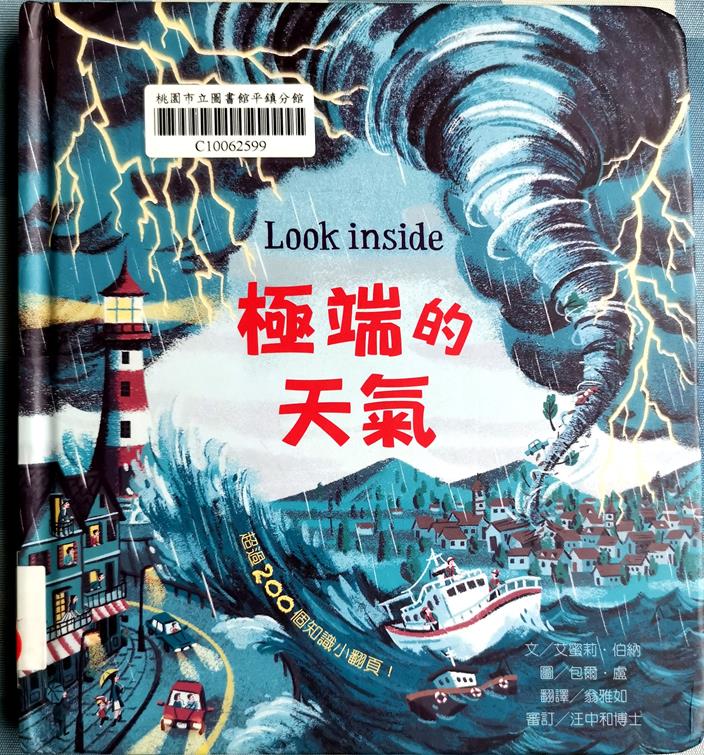 桃園市立圖書館平鎮分館
C10062599
Look inside
極端的
天氣
超過200個知識小翻頁！
文／艾蜜莉・伯納
圖／包爾・盧
翻譯／翁雅如
審訂／汪中和博士